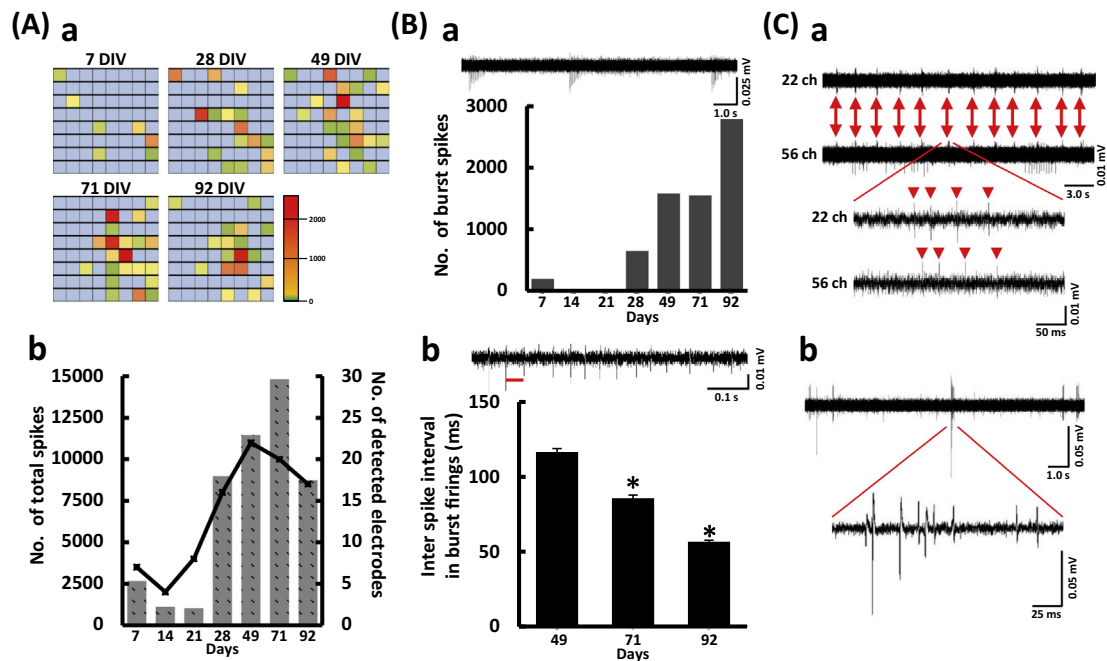 (A) a
7 DIV 28 DIV 49 DIV
71 DIV 92 DIV
2000
1000
0
b
No. of total spikes
15000
12500
10000
7500
5000
2500
0
No. of detected electrodes
30
25
20
15
10
5
0
7 14 21 28 49 71 92
Days
(B) a
0.025 mV
1.0 s
No. of burst spikes
3000
2000
1000
0
7 14 21 28 49 71 92
Days
b
0.01 mV
0.1 s
Inter spike interval
in burst firings (ms)
150
100
50
0
* *
49 71 92
Days
(C) a
22 ch
56 ch
0.01 mV
3.0 s
22 ch
56 ch
0.01 mV
50 ms
b
0.05 mV
1.0 s
0.05 mV
25 ms